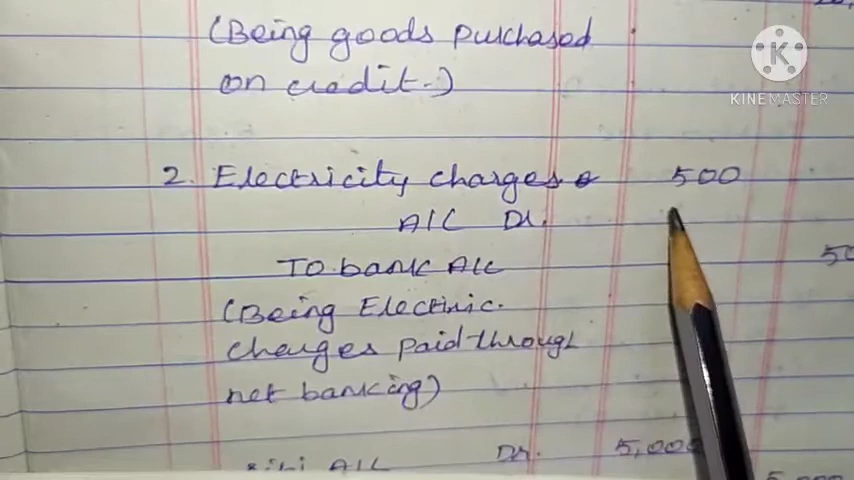 (Being goods purchased
on credit.)
K
KINEMASTER
2. Electricity charges 500
A/C Dr.
To bank A/c
(Being Electric
charges paid through
net banking)
A/C Dr. 5,000